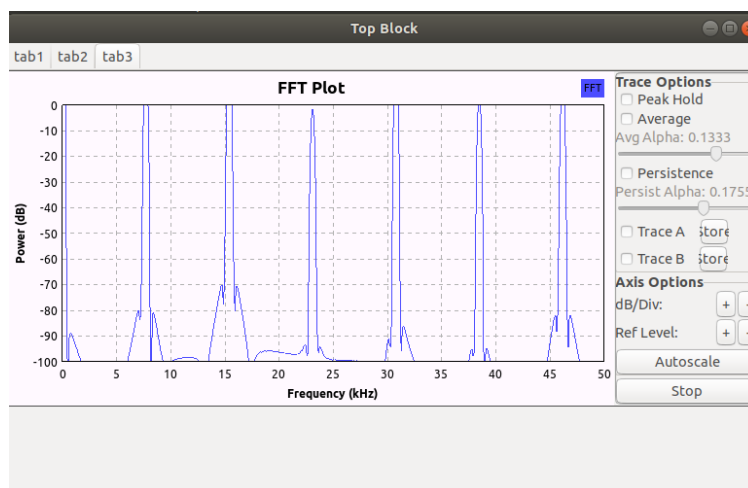 Top Block
tab1 tab2 tab3
FFT Plot
FFT
Power (dB)
0
-10
-20
-30
-40
-50
-60
-70
-80
-90
-100
0 5 10 15 20 25 30 35 40 45 50
Frequency (kHz)
Trace Options
Peak Hold
Average
Avg Alpha: 0.1333
Persistence
Persist Alpha: 0.1755
Trace A Store
Trace B Store
Axis Options
dB/Div: + -
Ref Level: + -
Autoscale
Stop